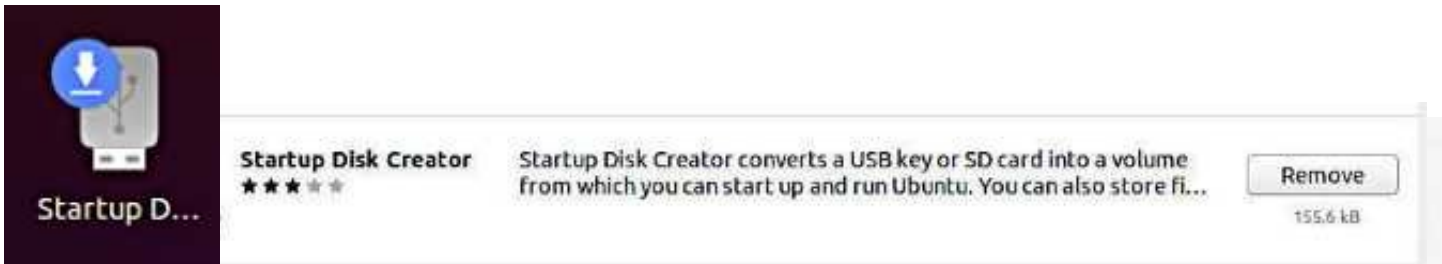 Startup D...
Startup Disk Creator
Startup Disk Creator converts a USB key or SD card into a volume
from which you can start up and run Ubuntu. You can also store fi...
Remove
155.6 kB